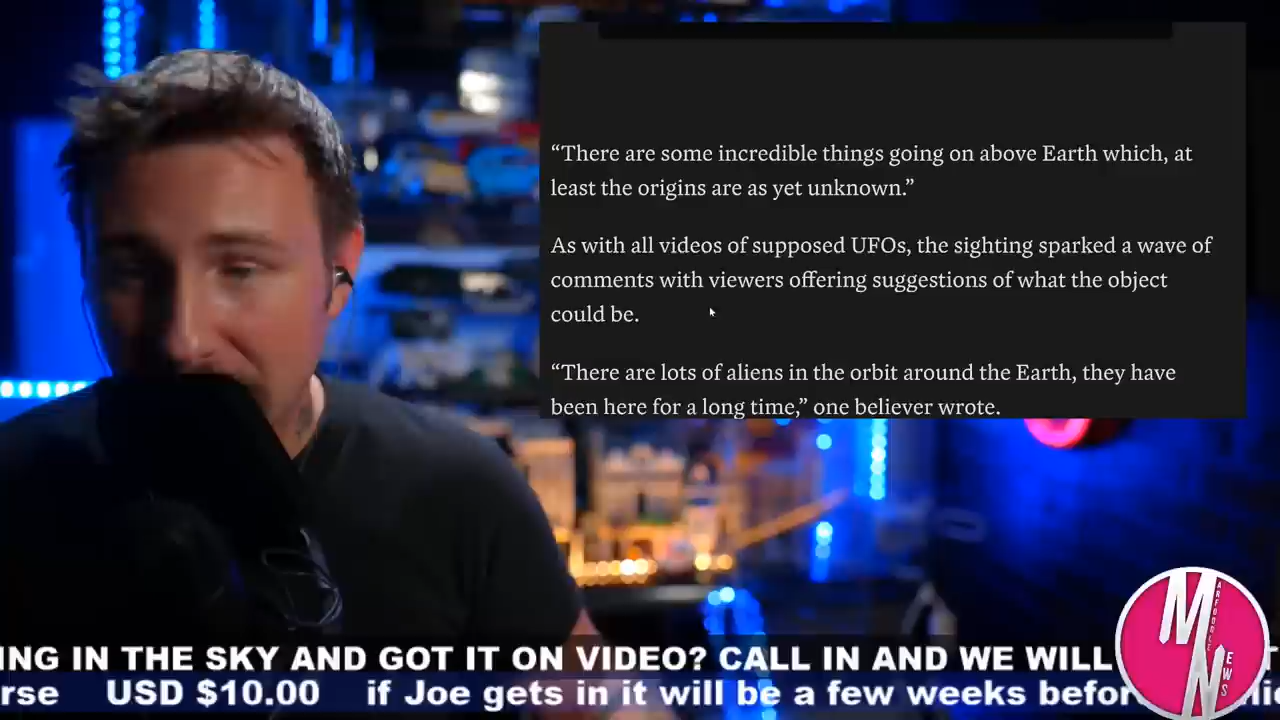 “There are some incredible things going on above Earth which, at
least the origins are as yet unknown.”
As with all videos of supposed UFOs, the sighting sparked a wave of
comments with viewers offering suggestions of what the object
could be.
“There are lots of aliens in the orbit around the Earth, they have
been here for a long time,” one believer wrote.
ING IN THE SKY AND GOT IT ON VIDEO? CALL IN AND WE WILL
rse USD $10.00 if Joe gets in it will be a few weeks befor
MN
NEWS